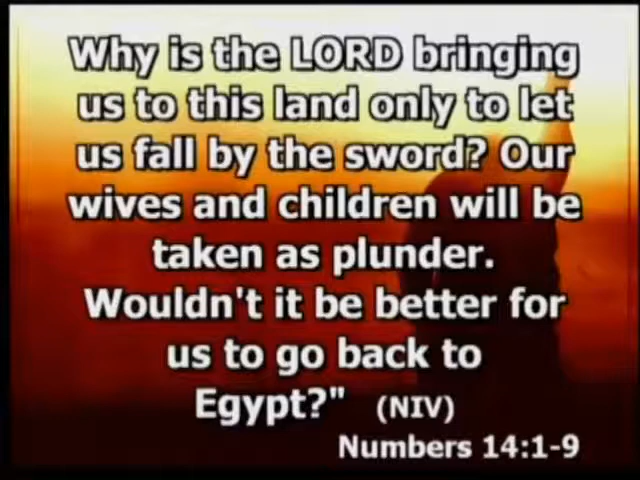 Why is the LORD bringing
us to this land only to let
us fall by the sword? Our
wives and children will be
taken as plunder.
Wouldn't it be better for
us to go back to
Egypt?" (NIV)
Numbers 14:1-9